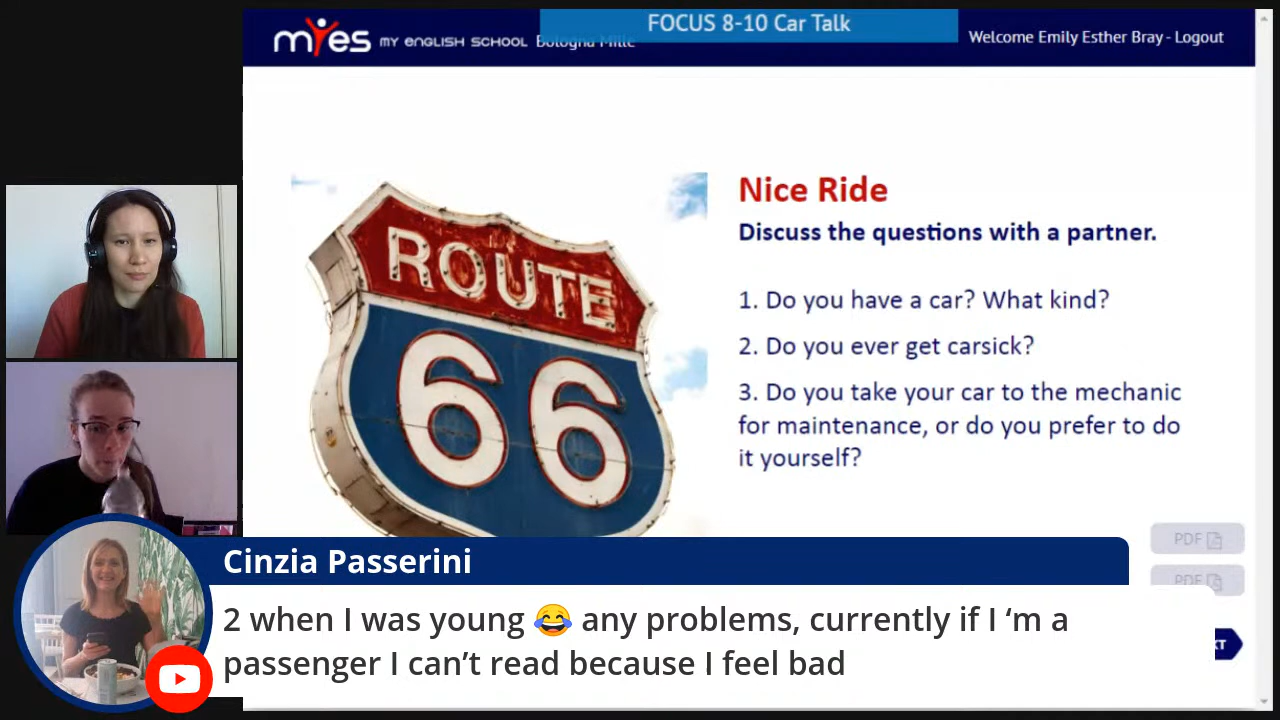 FOCUS 8-10 Car Talk
myes MY ENGLISH SCHOOL Bologna Mille
Welcome Emily Esther Bray - Logout
ROUTE
66
Nice Ride
Discuss the questions with a partner.
1. Do you have a car? What kind?
2. Do you ever get carsick?
3. Do you take your car to the mechanic
for maintenance, or do you prefer to do
it yourself?
PDF
PDF
Cinzia Passerini
2 when I was young 😂 any problems, currently if I ‘m a
passenger I can’t read because I feel bad